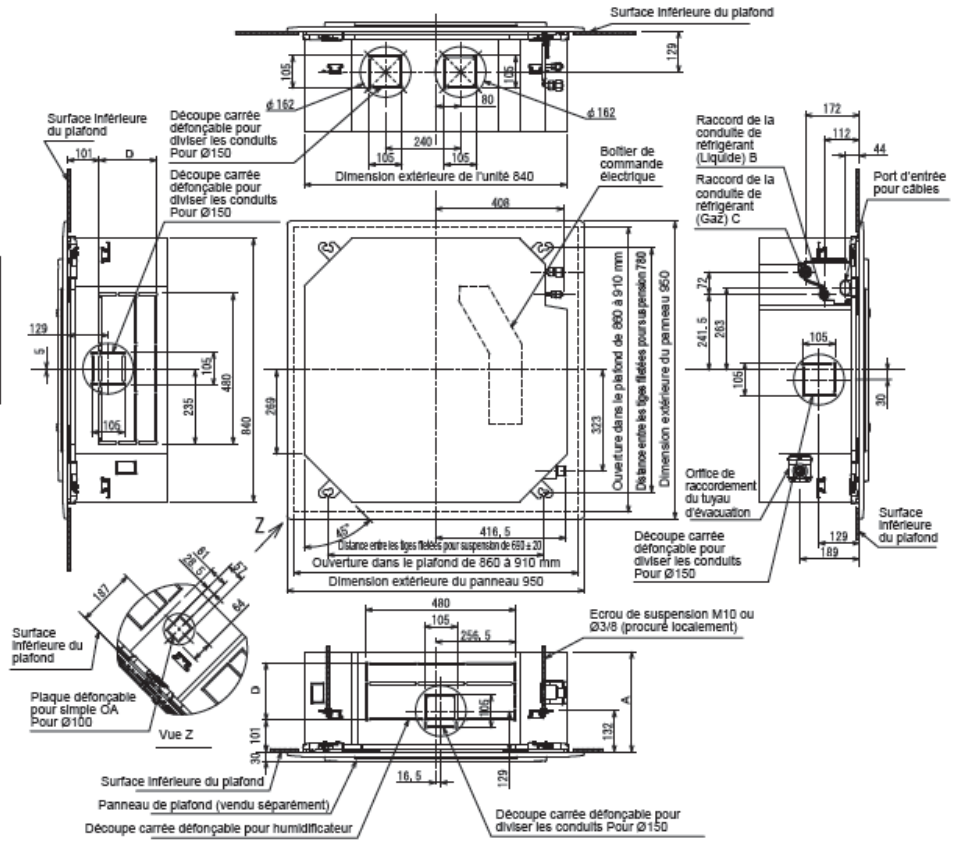 Surface inférieure du plafond
129
105
105
ϕ 162
80
ϕ 162
240
105
105
Dimension extérieure de l'unité 840
Découpe carrée
défonçable pour
diviser les conduits
Pour Ø150
Découpe carrée
défonçable pour
diviser les conduits
Pour Ø150
Surface Inférieure
du plafond
101
D
129
5
105
105
235
480
840
Boîtier de
commande
électrique
408
269
323
Ouverture dans le plafond de 860 à 910 mm
Distance entre les tiges filetées pour suspension 780
Dimension extérieure du panneau 950
45°
416, 5
Distance entre les tiges filetées pour suspension de 690 ± 20
Ouverture dans le plafond de 860 à 910 mm
Dimension extérieure du panneau 950
Z
172
112
44
Raccord de la
conduite de
réfrigérant
(Liquide) B
Raccord de la
conduite de
réfrigérant
(Gaz) C
Port d'entrée
pour câbles
72
241, 5
263
105
105
30
Orifice de
raccordement
du tuyau
d'évacuation
Découpe carrée
défonçable pour
diviser les conduits
Pour Ø150
129
189
Surface
Inférieure
du plafond
187
61
28, 5
57
64
Surface
Inférieure du
plafond
Plaque défonçable
pour simple OA
Pour Ø100
Vue Z
480
105
256, 5
Ecrou de suspension M10 ou
Ø3/8 (procuré localement)
D
101
30
105
A
132
16, 5
129
Surface Inférieure du plafond
Panneau de plafond (vendu séparément)
Découpe carrée défonçable pour humidificateur
Découpe carrée défonçable pour
diviser les conduits Pour Ø150